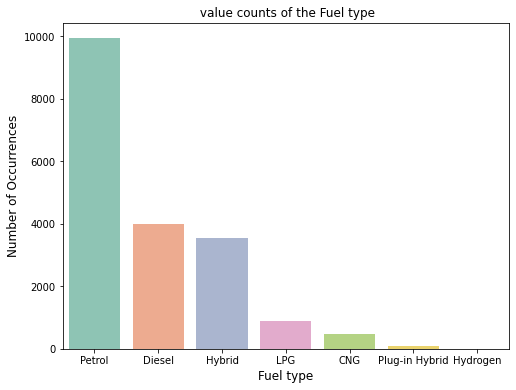 value counts of the Fuel type
Number of Occurrences
10000
8000
6000
4000
2000
0
Petrol Diesel Hybrid LPG CNG Plug-in Hybrid Hydrogen
Fuel type